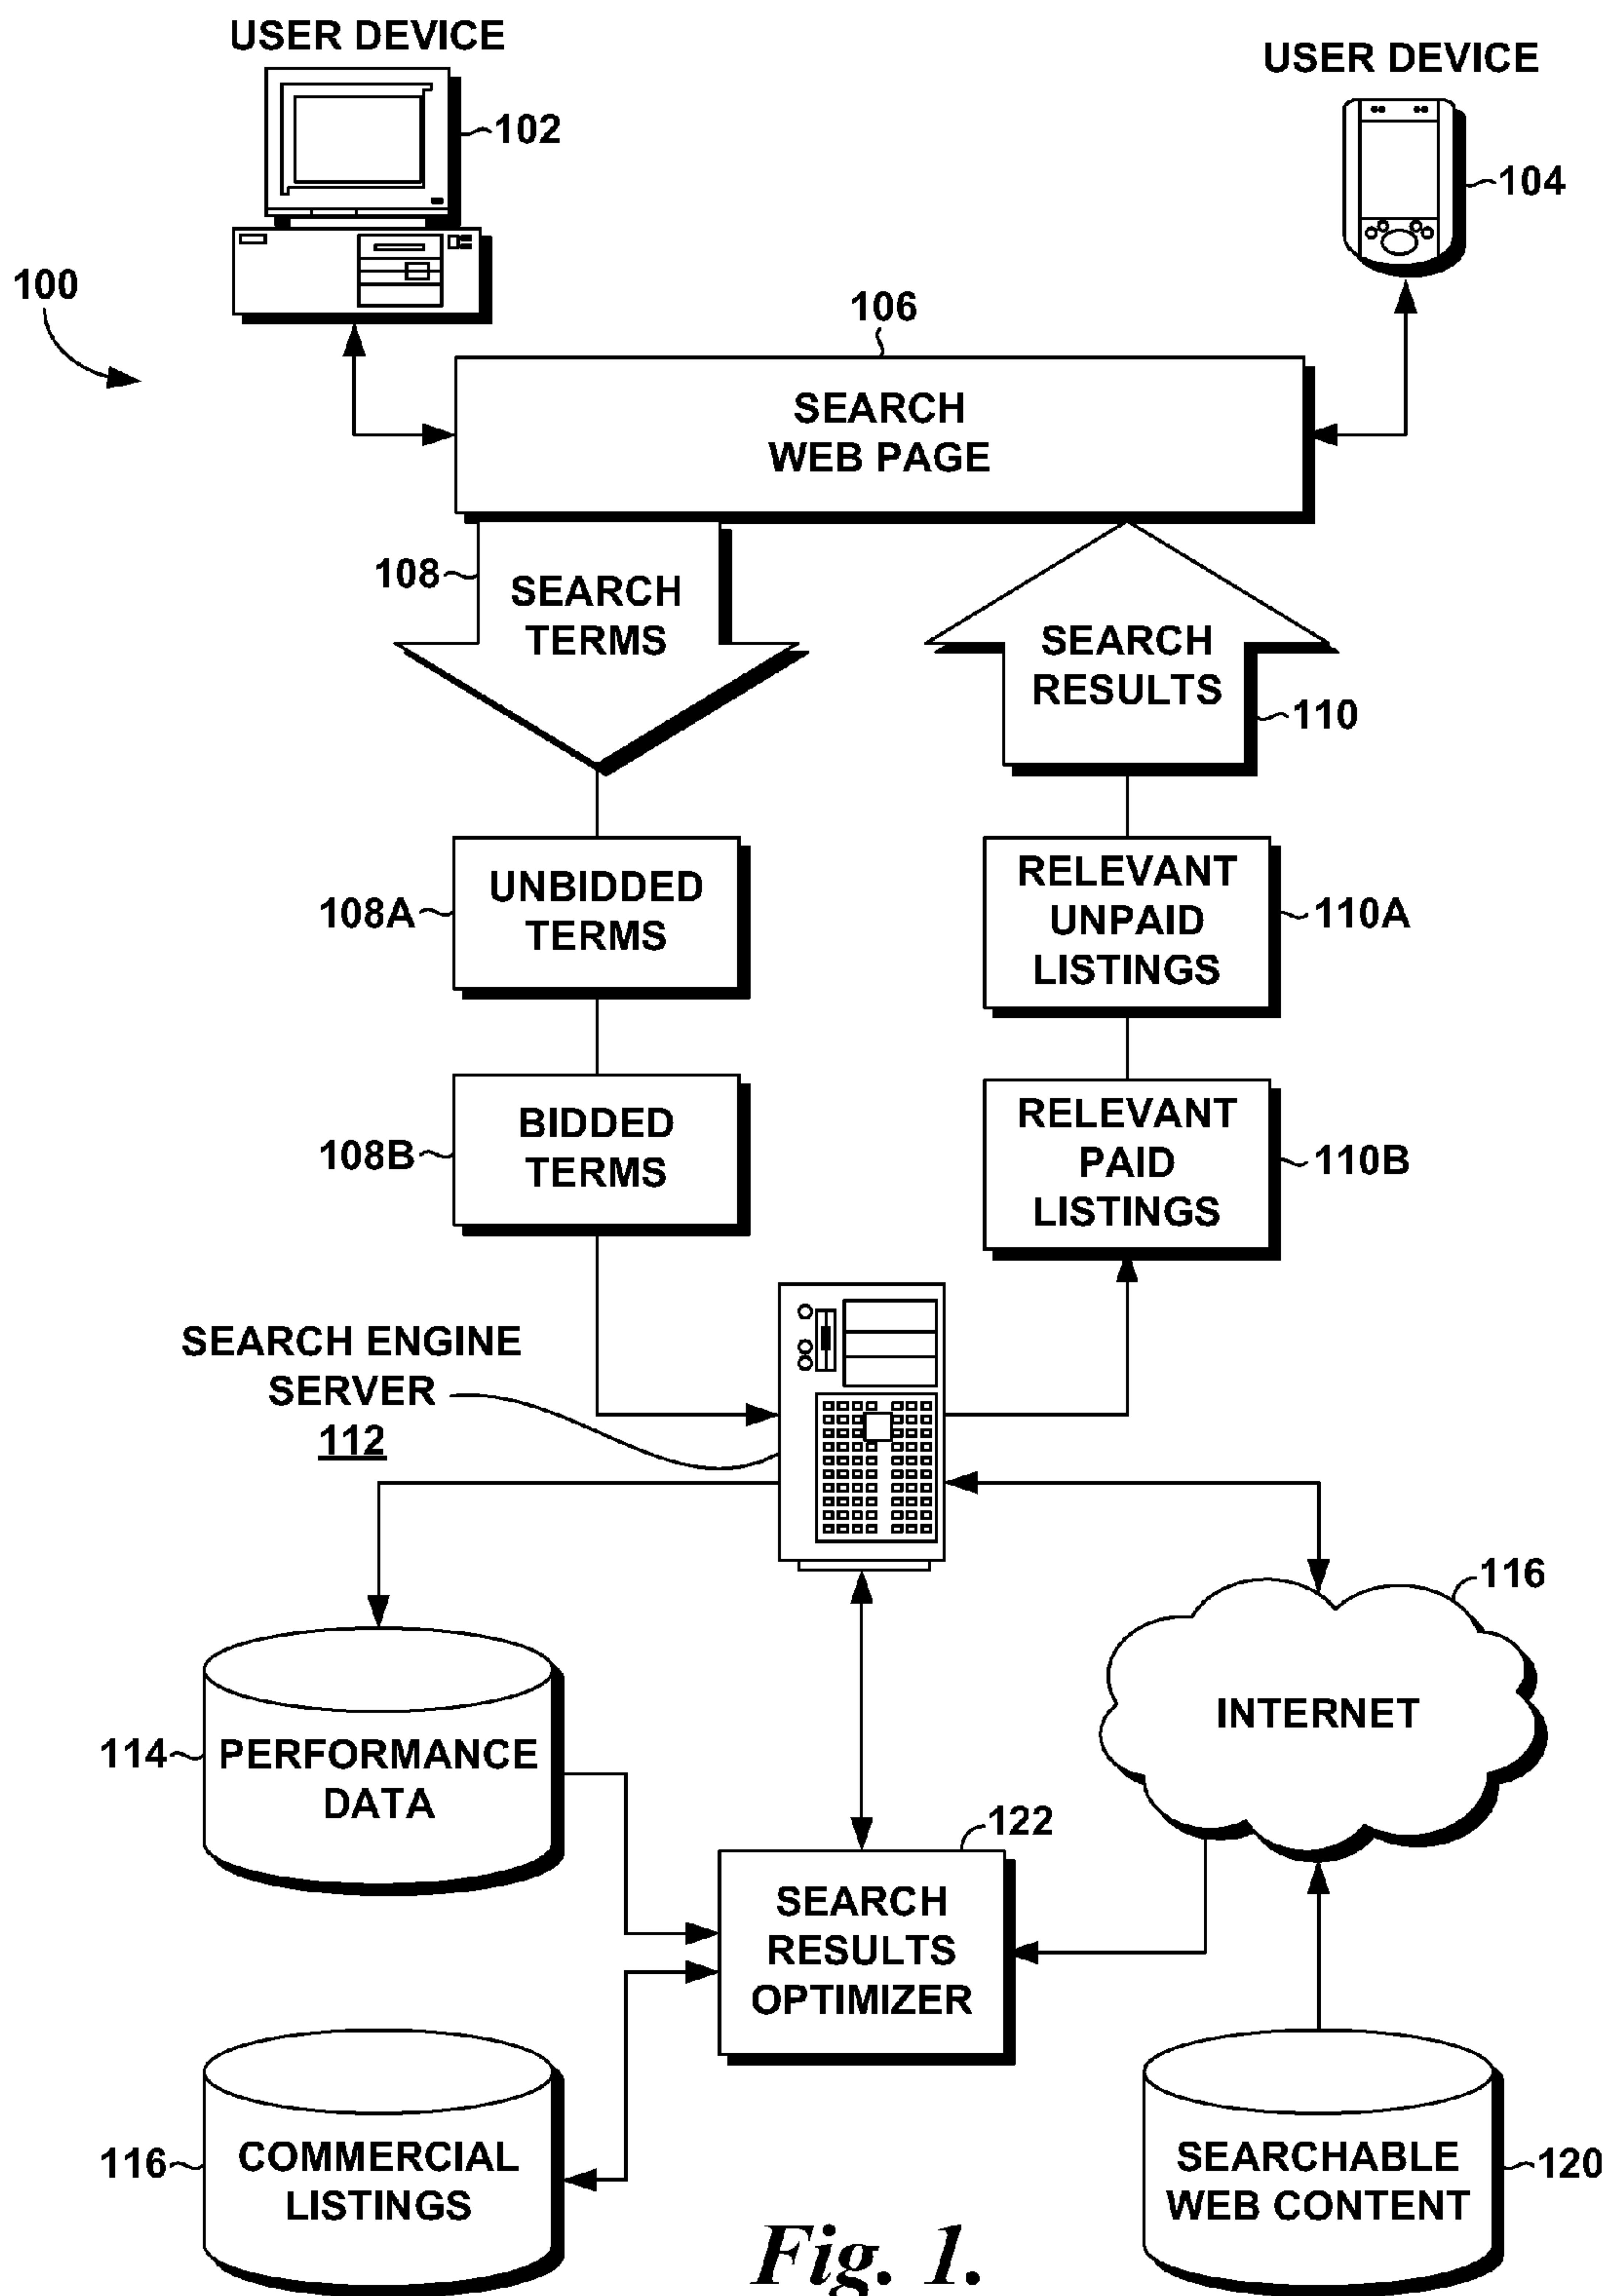 USER DEVICE
USER DEVICE
102
104
100
106
SEARCH
WEB PAGE
108
SEARCH
TERMS
SEARCH
RESULTS
110
UNBIDDED
TERMS
108A
RELEVANT
UNPAID
LISTINGS
110A
BIDDED
TERMS
108B
RELEVANT
PAID
LISTINGS
110B
SEARCH ENGINE
SERVER
112
116
INTERNET
114
PERFORMANCE
DATA
122
SEARCH
RESULTS
OPTIMIZER
116
COMMERCIAL
LISTINGS
SEARCHABLE
WEB CONTENT
120
Fig. 1.